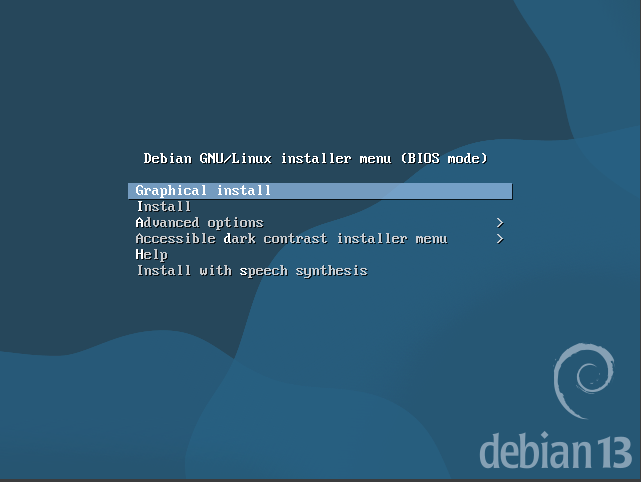 Debian GNU/Linux installer menu (BIOS mode)
Graphical install
Install
Advanced options >
Accessible dark contrast installer menu >
Help
Install with speech synthesis
debian 13